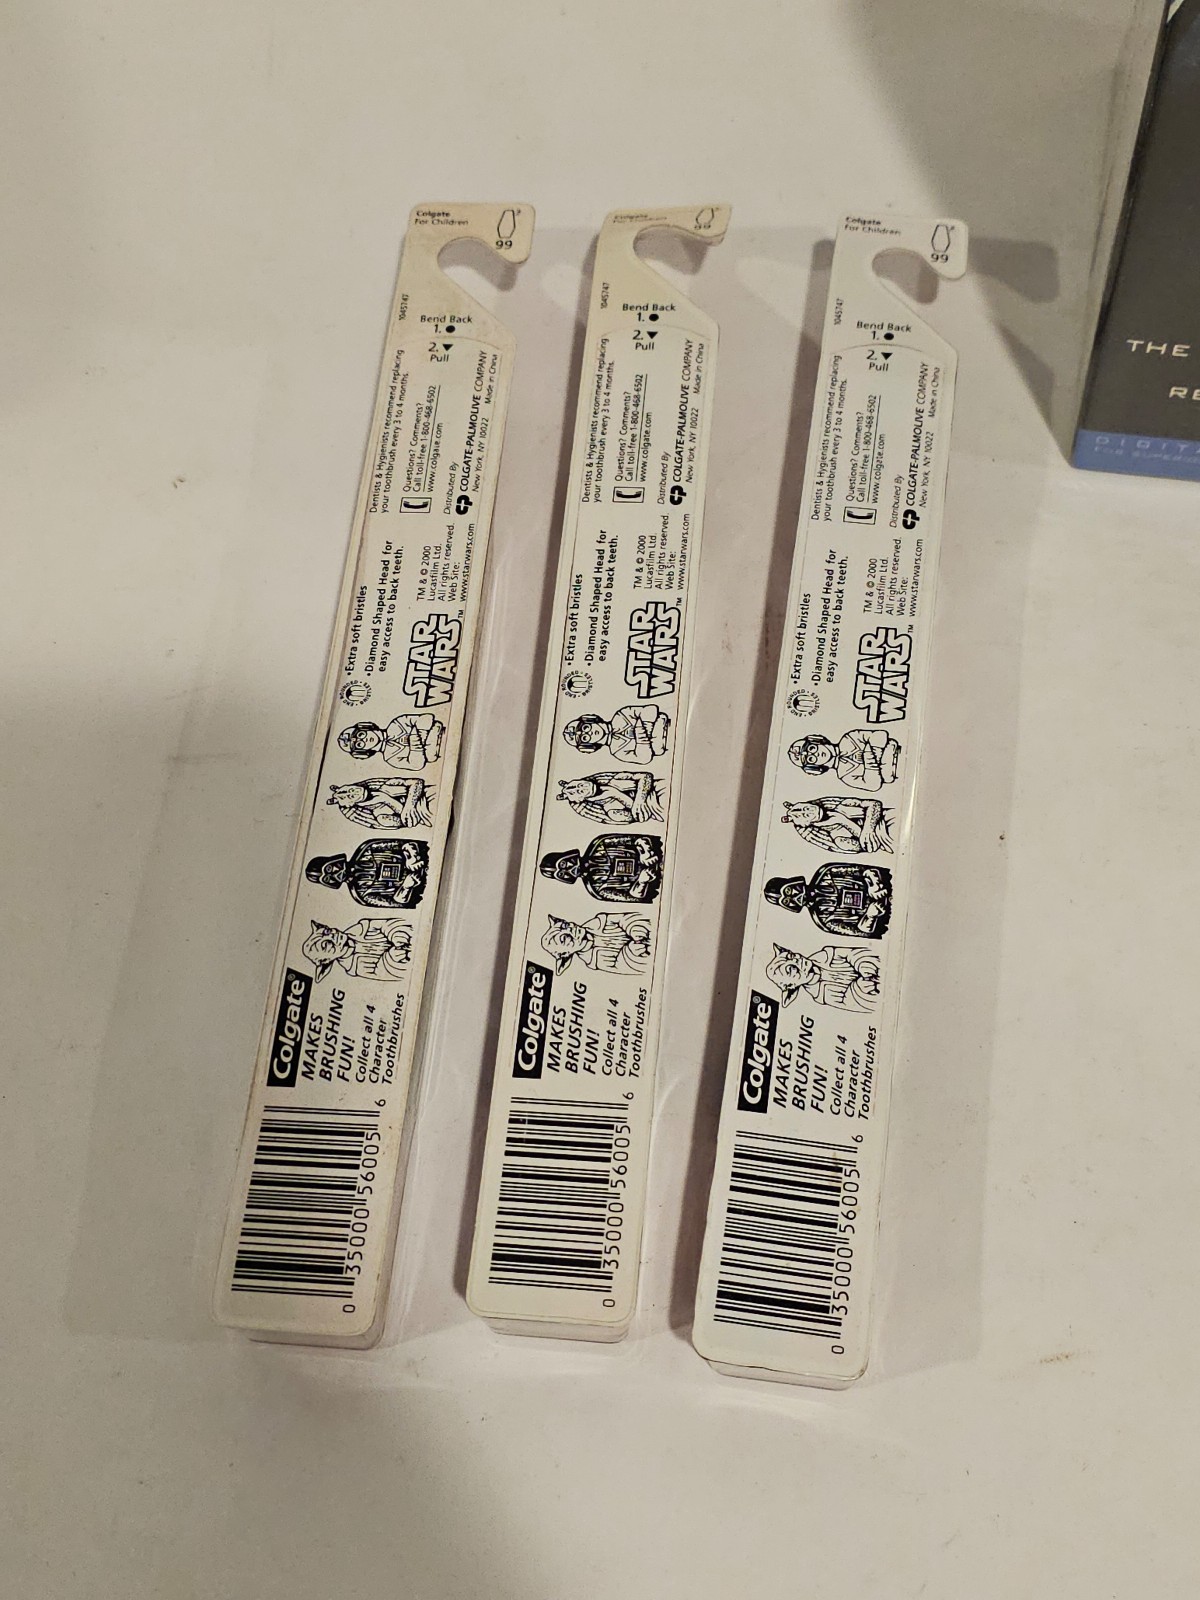 Colgate
For Children
99
1045747
Bend Back
1. ●
2. ▼
Pull
Dentists & Hygienists recommend replacing
your toothbrush every 3 to 4 months.
Questions? Comments?
Call toll-free 1-800-468-6502
www.colgate.com
Distributed By
COLGATE-PALMOLIVE COMPANY
New York, NY 10022 Made in China
•Extra soft bristles
•Diamond Shaped Head for
easy access to back teeth.
TM & © 2000
Lucasfilm Ltd.
All rights reserved.
Web Site:
www.starwars.com
STAR
WARS™
Colgate®
MAKES
BRUSHING
FUN!
Collect all 4
Character
Toothbrushes
0 35000 56005 6
Colgate
For Children
99
1045747
Bend Back
1. ●
2. ▼
Pull
Dentists & Hygienists recommend replacing
your toothbrush every 3 to 4 months.
Questions? Comments?
Call toll-free 1-800-468-6502
www.colgate.com
Distributed By
COLGATE-PALMOLIVE COMPANY
New York, NY 10022 Made in China
•Extra soft bristles
•Diamond Shaped Head for
easy access to back teeth.
TM & © 2000
Lucasfilm Ltd.
All rights reserved.
Web Site:
www.starwars.com
STAR
WARS™
Colgate®
MAKES
BRUSHING
FUN!
Collect all 4
Character
Toothbrushes
0 35000 56005 6
Colgate
For Children
99
1045747
Bend Back
1. ●
2. ▼
Pull
Dentists & Hygienists recommend replacing
your toothbrush every 3 to 4 months.
Questions? Comments?
Call toll-free 1-800-468-6502
www.colgate.com
Distributed By
COLGATE-PALMOLIVE COMPANY
New York, NY 10022 Made in China
•Extra soft bristles
•Diamond Shaped Head for
easy access to back teeth.
TM & © 2000
Lucasfilm Ltd.
All rights reserved.
Web Site:
www.starwars.com
STAR
WARS™
Colgate®
MAKES
BRUSHING
FUN!
Collect all 4
Character
Toothbrushes
0 35000 56005 6
THE